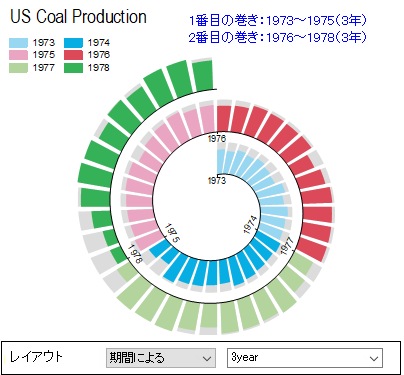 US Coal Production
1番目の巻き：1973～1975（3年）
2番目の巻き：1976～1978（3年）
1973 1974
1975 1976
1977 1978
1976
1973
1974
1975
1977
1978
レイアウト 期間による 3year